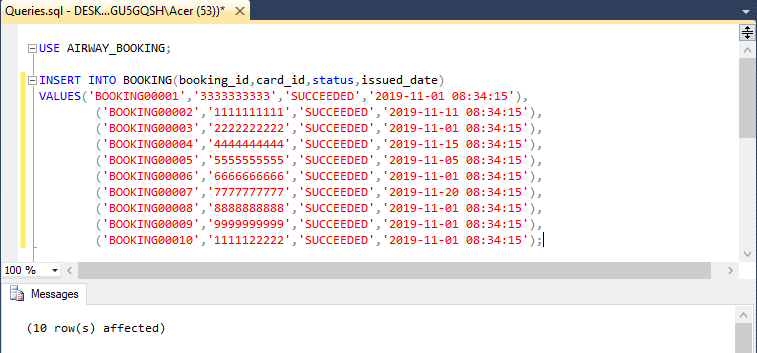 Queries.sql - DESK...GU5GQSH\Acer (53))*
USE AIRWAY_BOOKING;
INSERT INTO BOOKING(booking_id,card_id,status,issued_date)
VALUES('BOOKING00001','3333333333','SUCCEEDED','2019-11-01 08:34:15'),
('BOOKING00002','1111111111','SUCCEEDED','2019-11-11 08:34:15'),
('BOOKING00003','2222222222','SUCCEEDED','2019-11-01 08:34:15'),
('BOOKING00004','4444444444','SUCCEEDED','2019-11-15 08:34:15'),
('BOOKING00005','5555555555','SUCCEEDED','2019-11-05 08:34:15'),
('BOOKING00006','6666666666','SUCCEEDED','2019-11-01 08:34:15'),
('BOOKING00007','7777777777','SUCCEEDED','2019-11-20 08:34:15'),
('BOOKING00008','8888888888','SUCCEEDED','2019-11-01 08:34:15'),
('BOOKING00009','9999999999','SUCCEEDED','2019-11-01 08:34:15'),
('BOOKING00010','1111122222','SUCCEEDED','2019-11-01 08:34:15');
100 %
Messages
(10 row(s) affected)